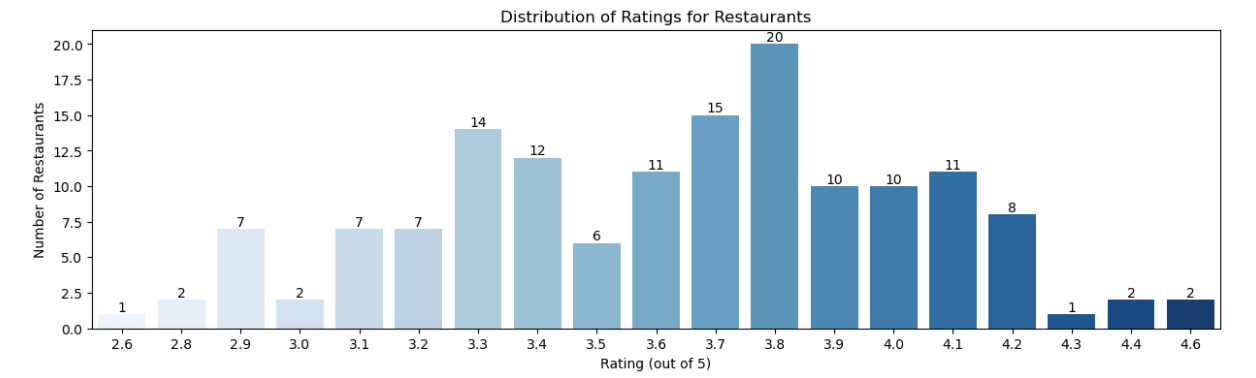 Distribution of Ratings for Restaurants
Number of Restaurants
20.0
17.5
15.0
12.5
10.0
7.5
5.0
2.5
0.0
1 2 7 2 7 7 14 12 6 11 15 20 10 10 11 8 1 2 2
2.6 2.8 2.9 3.0 3.1 3.2 3.3 3.4 3.5 3.6 3.7 3.8 3.9 4.0 4.1 4.2 4.3 4.4 4.6
Rating (out of 5)